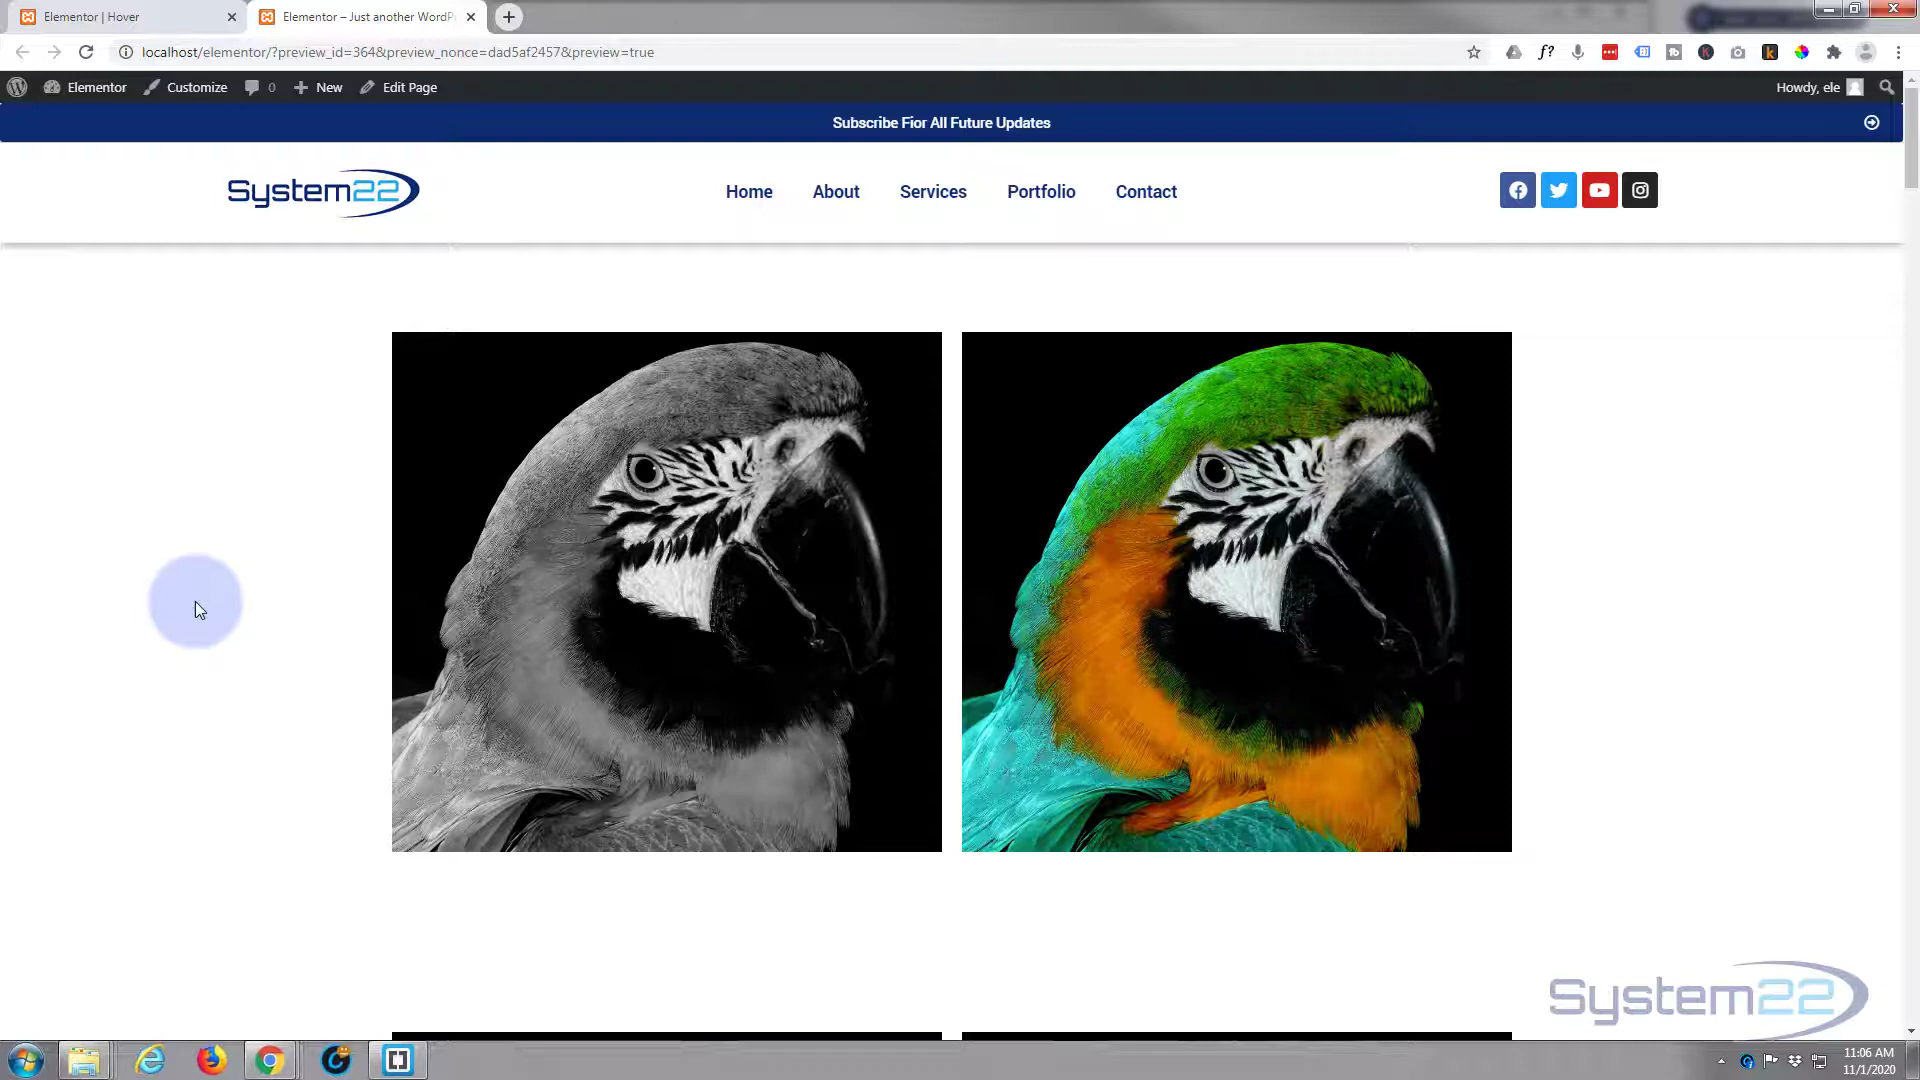 Elementor | Hover
Elementor – Just another WordP
localhost/elementor/?preview_id=364&preview_nonce=dad5af2457&preview=true
Elementor Customize 0 New Edit Page Howdy, ele
Subscribe Fior All Future Updates
System22
Home About Services Portfolio Contact
System22
11:06 AM
11/1/2020